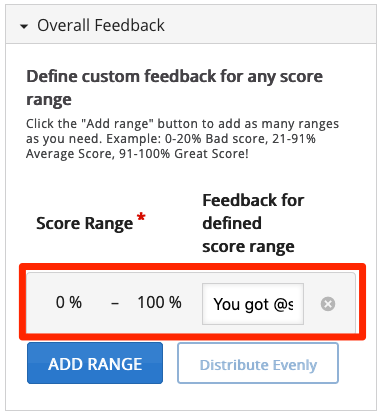 Overall Feedback
Define custom feedback for any score
range
Click the "Add range" button to add as many ranges
as you need. Example: 0-20% Bad score, 21-91%
Average Score, 91-100% Great Score!
Score Range *
Feedback for
defined
score range
0 % – 100 % You got @s
ADD RANGE
Distribute Evenly